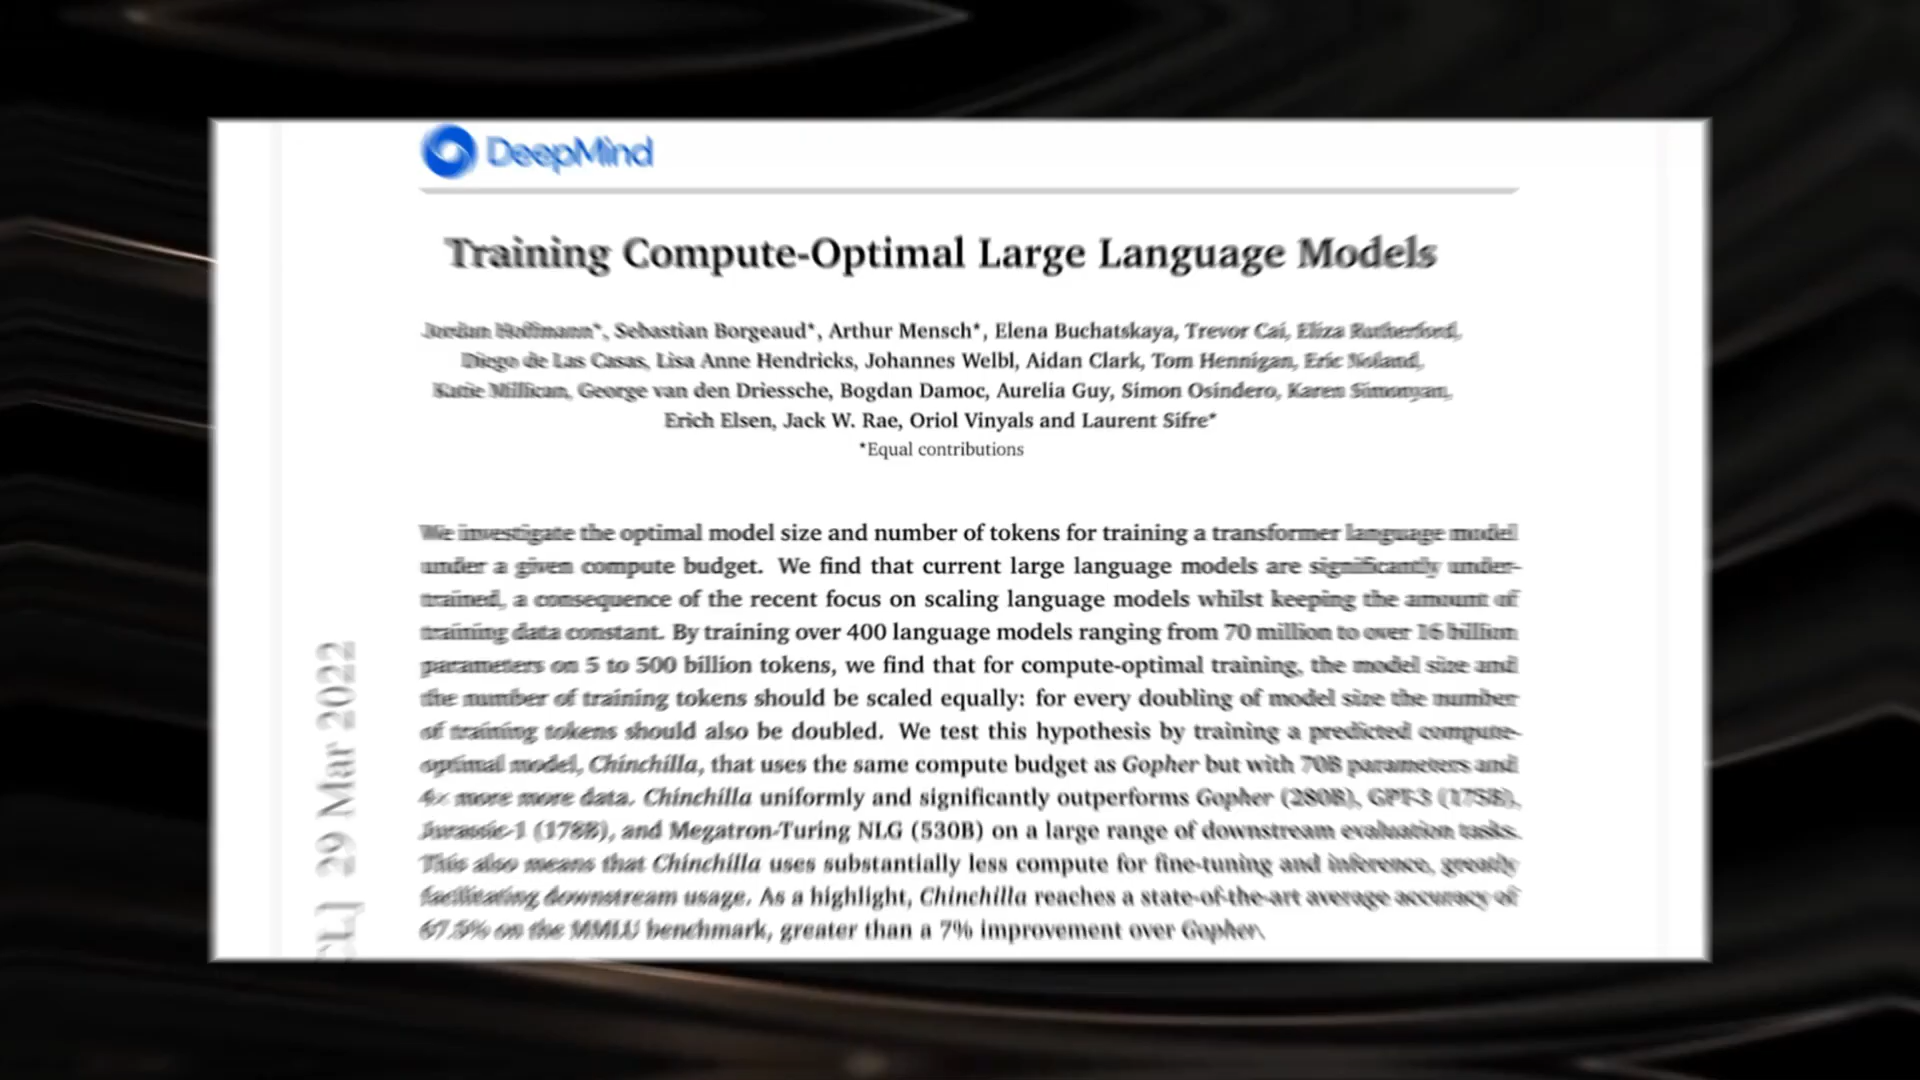 DeepMind
Training Compute-Optimal Large Language Models
Jordan Hoffmann*, Sebastian Borgeaud*, Arthur Mensch*, Elena Buchatskaya, Trevor Cai, Eliza Rutherford,
Diego de Las Casas, Lisa Anne Hendricks, Johannes Welbl, Aidan Clark, Tom Hennigan, Eric Noland,
Katie Millican, George van den Driessche, Bogdan Damoc, Aurelia Guy, Simon Osindero, Karen Simonyan,
Erich Elsen, Jack W. Rae, Oriol Vinyals and Laurent Sifre*
*Equal contributions
We investigate the optimal model size and number of tokens for training a transformer language model
under a given compute budget. We find that current large language models are significantly under-
trained, a consequence of the recent focus on scaling language models whilst keeping the amount of
training data constant. By training over 400 language models ranging from 70 million to over 16 billion
parameters on 5 to 500 billion tokens, we find that for compute-optimal training, the model size and
the number of training tokens should be scaled equally: for every doubling of model size the number
of training tokens should also be doubled. We test this hypothesis by training a predicted compute-
optimal model, Chinchilla, that uses the same compute budget as Gopher but with 70B parameters and
4× more more data. Chinchilla uniformly and significantly outperforms Gopher (280B), GPT-3 (175B),
Jurassic-1 (178B), and Megatron-Turing NLG (530B) on a large range of downstream evaluation tasks.
This also means that Chinchilla uses substantially less compute for fine-tuning and inference, greatly
facilitating downstream usage. As a highlight, Chinchilla reaches a state-of-the-art average accuracy of
67.5% on the MMLU benchmark, greater than a 7% improvement over Gopher.
CL] 29 Mar 2022